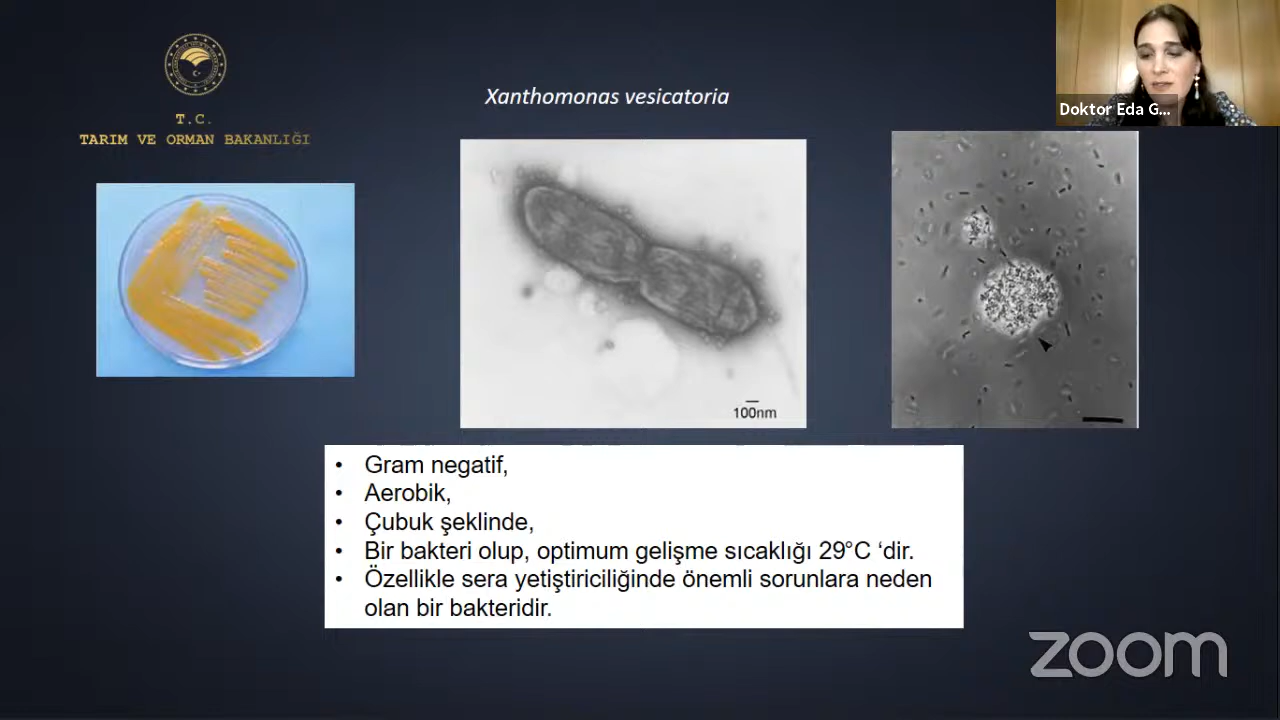 T.C.
TARIM VE ORMAN BAKANLIĞI
Xanthomonas vesicatoria
Doktor Eda G...
100nm
• Gram negatif,
• Aerobik,
• Çubuk şeklinde,
• Bir bakteri olup, optimum gelişme sıcaklığı 29°C ‘dir.
• Özellikle sera yetiştiriciliğinde önemli sorunlara neden
olan bir bakteridir.
zoom